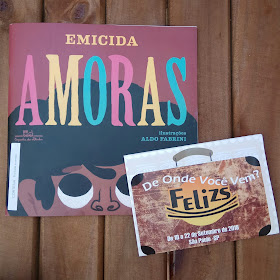 EMICIDA
AMORAS
Ilustrações
ALDO FABRINI
De Onde Você Vem?
FELIZS
De 10 a 22 de Setembro de 2018
São Paulo - SP